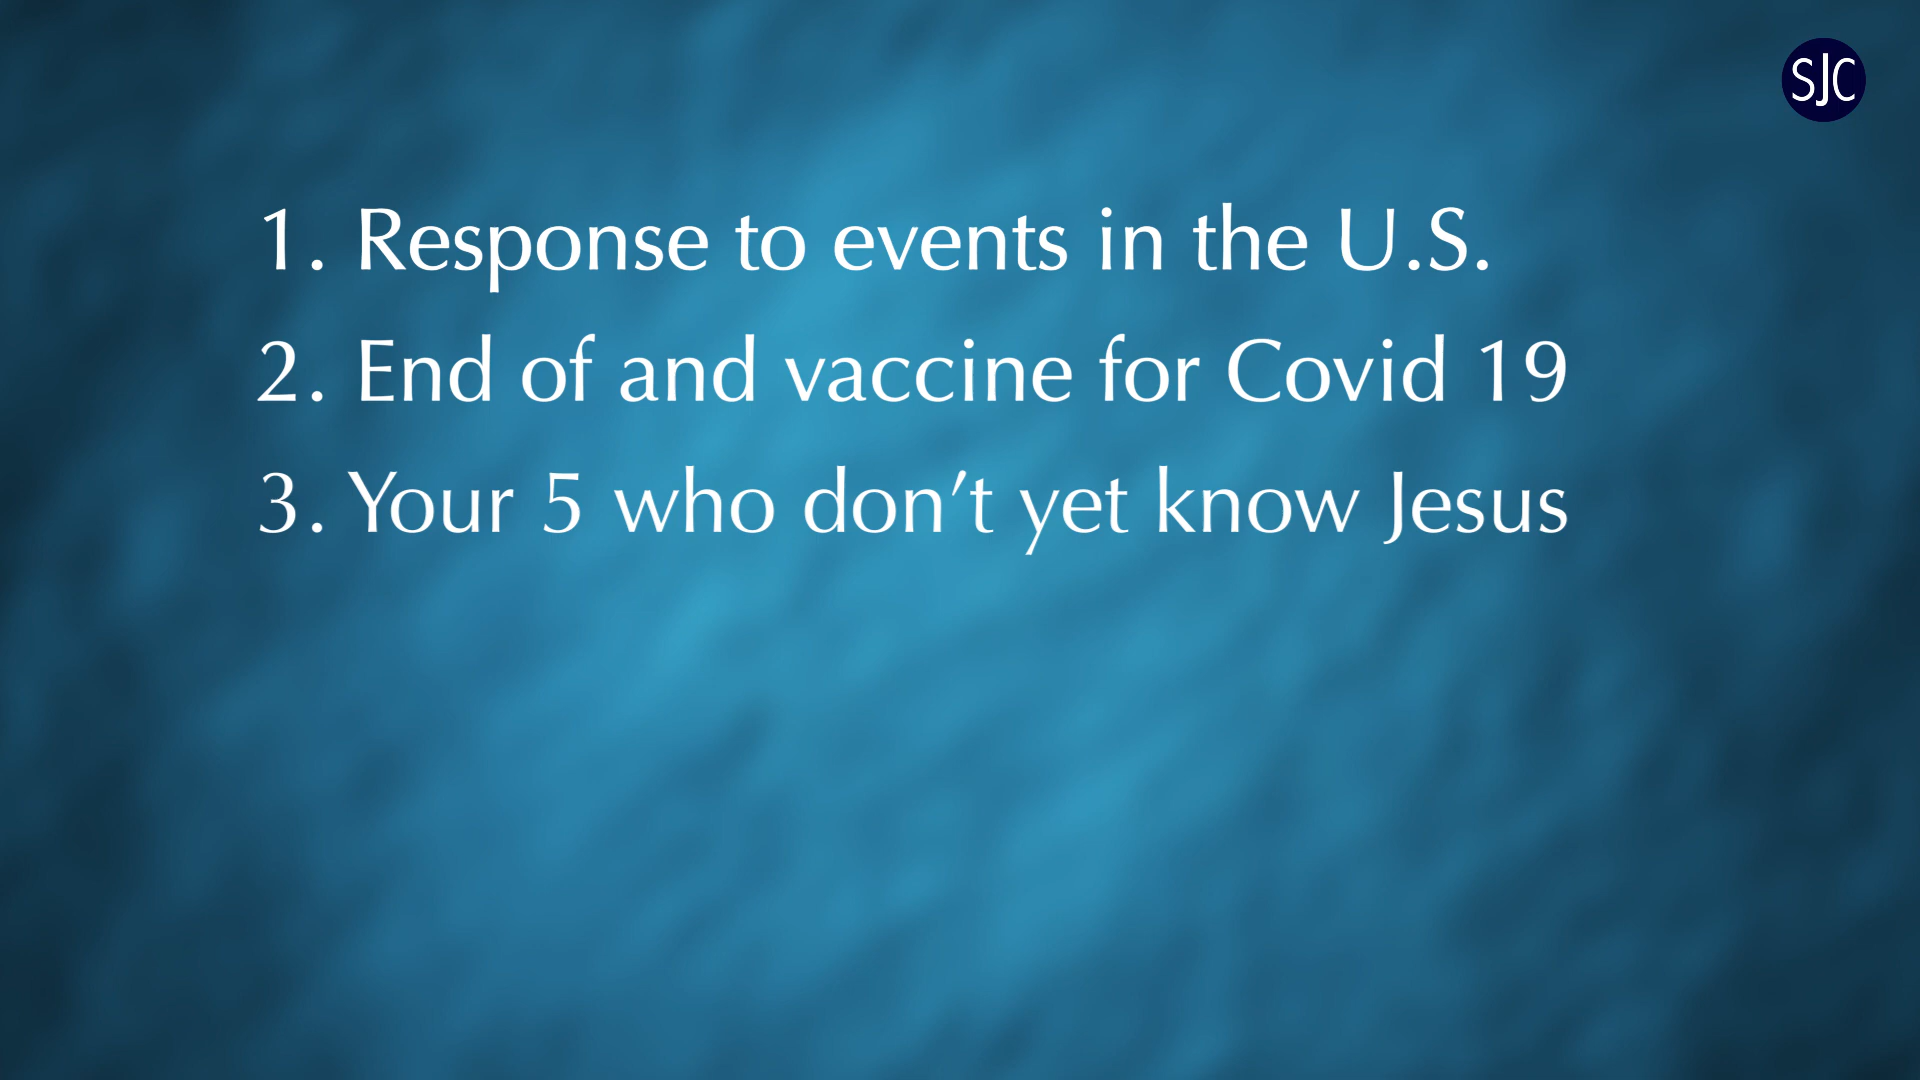 SJC
1. Response to events in the U.S.
2. End of and vaccine for Covid 19
3. Your 5 who don’t yet know Jesus